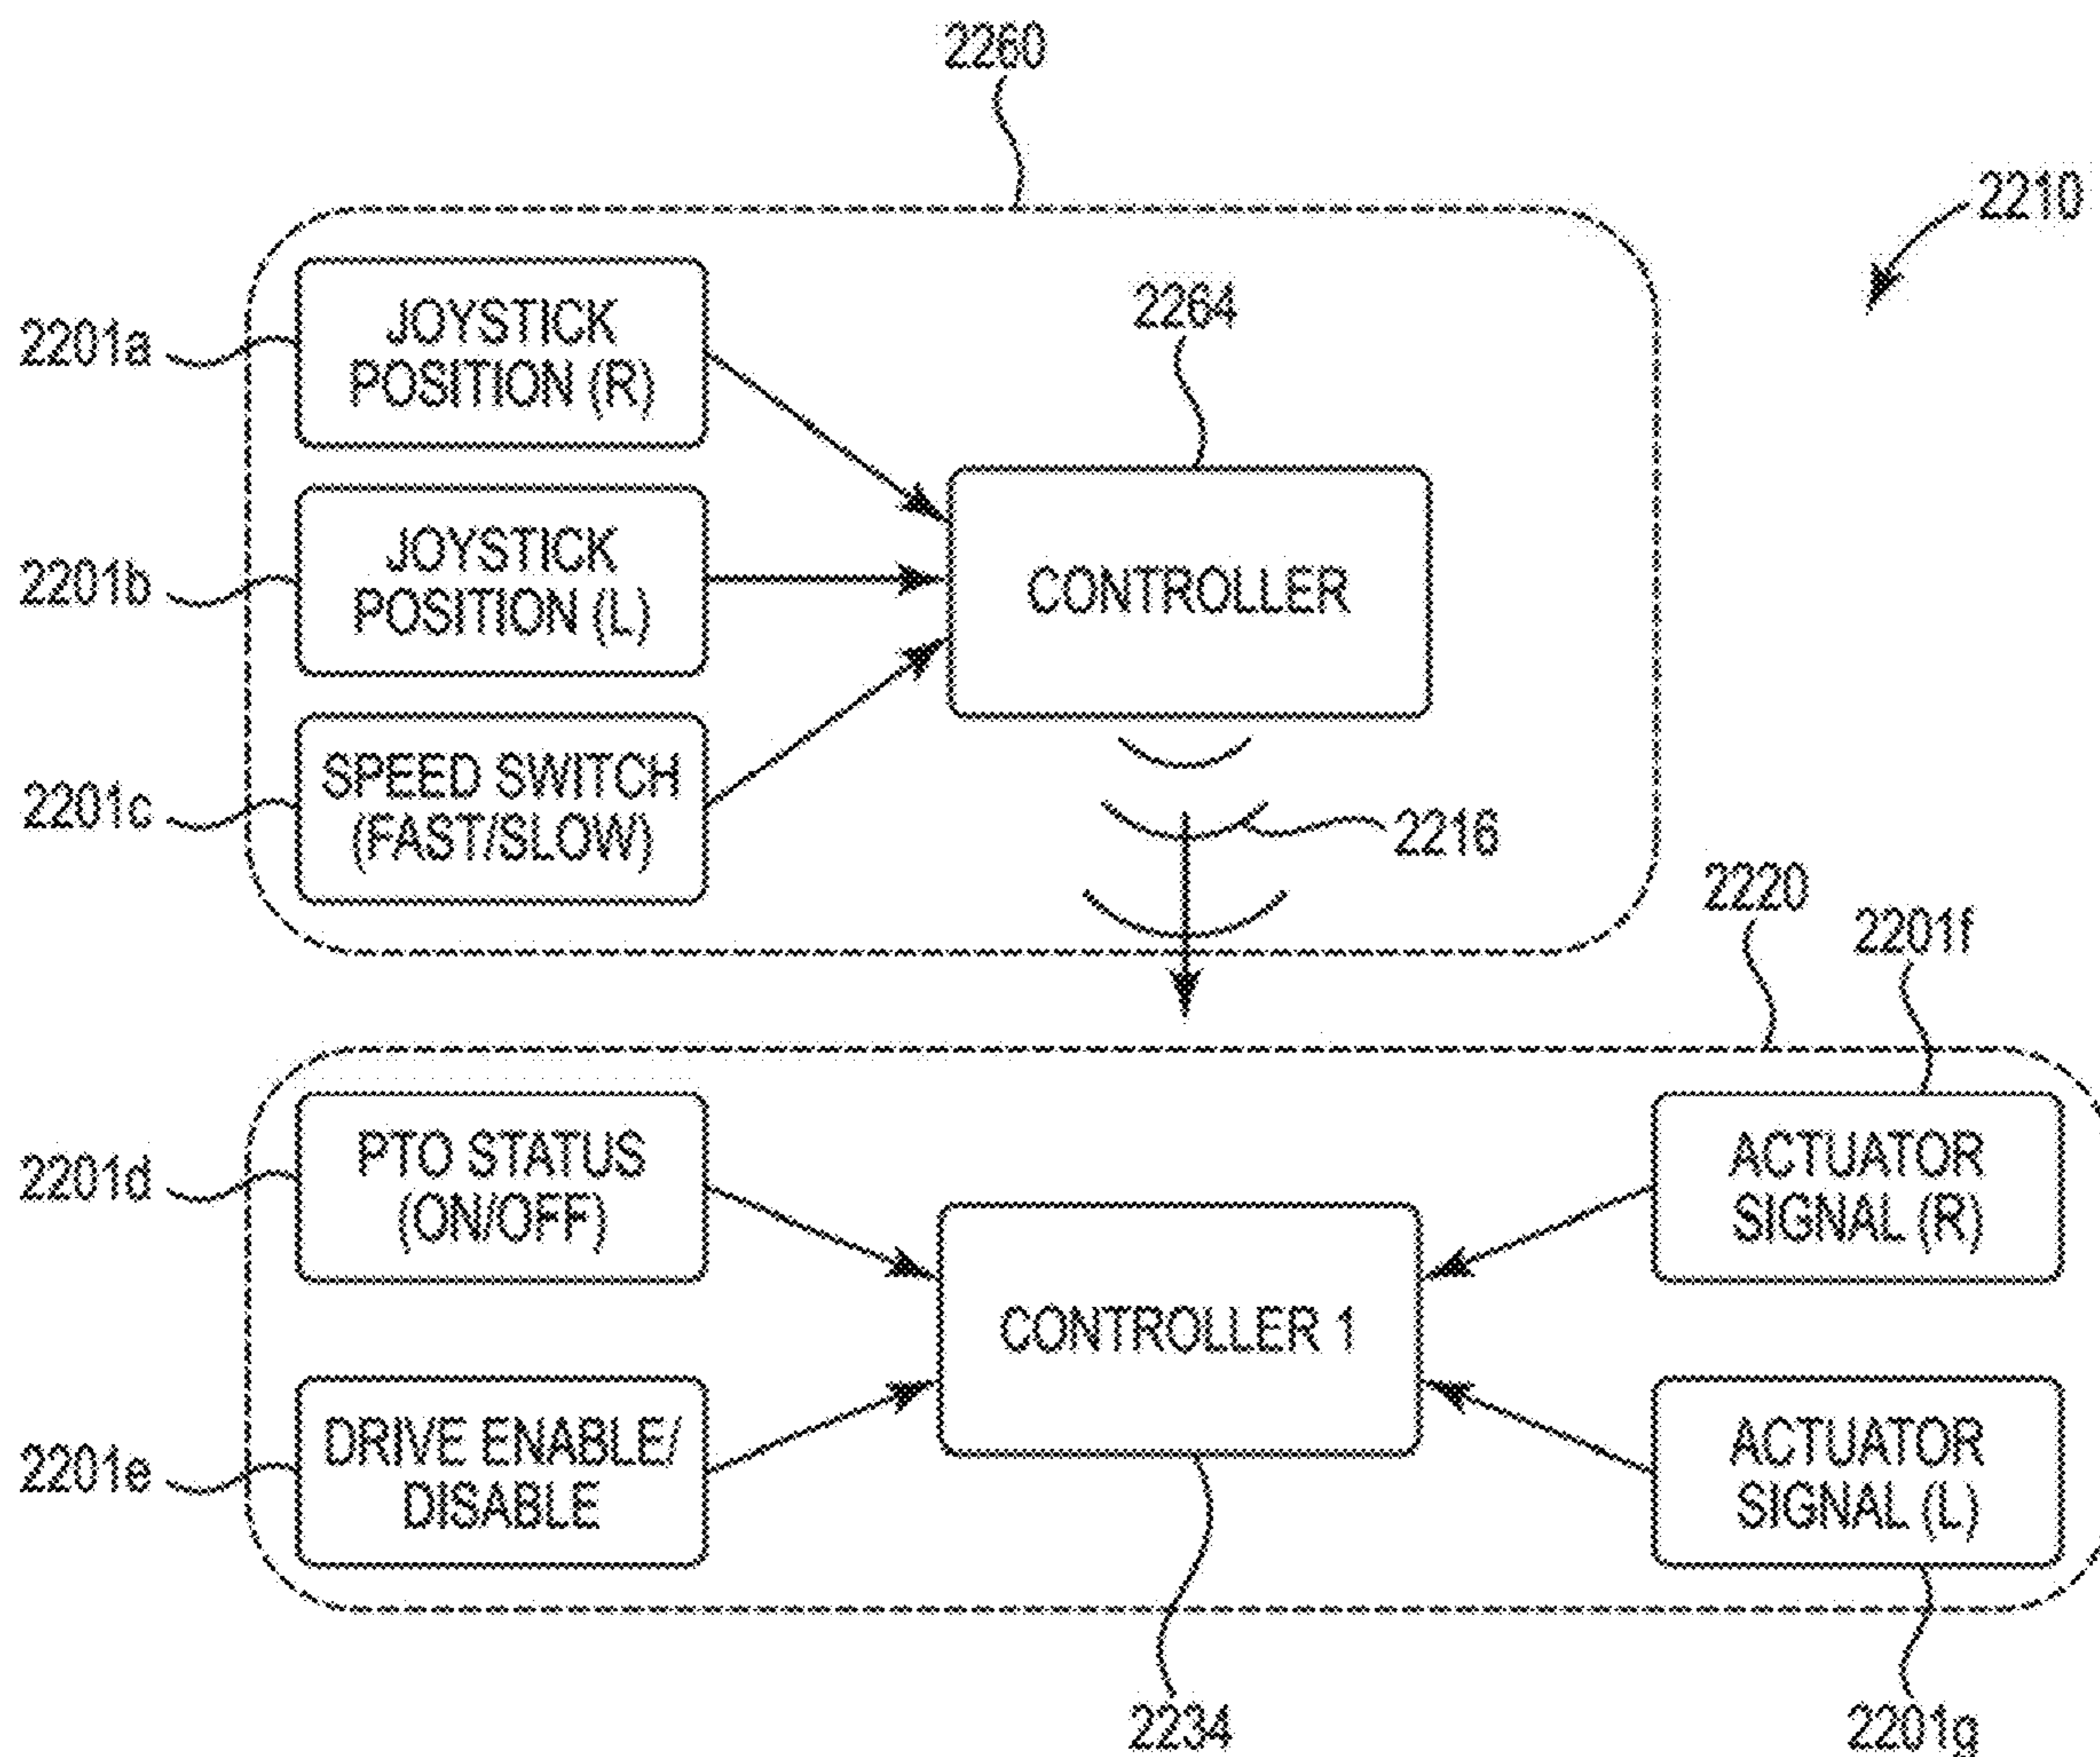 2260
2210
2201a
JOYSTICK
POSITION (R)
2264
2201b
JOYSTICK
POSITION (L)
CONTROLLER
2201c
SPEED SWITCH
(FAST/SLOW)
2216
2220
2201f
2201d
PTO STATUS
(ON/OFF)
ACTUATOR
SIGNAL (R)
CONTROLLER 1
2201e
DRIVE ENABLE/
DISABLE
ACTUATOR
SIGNAL (L)
2234
2201g